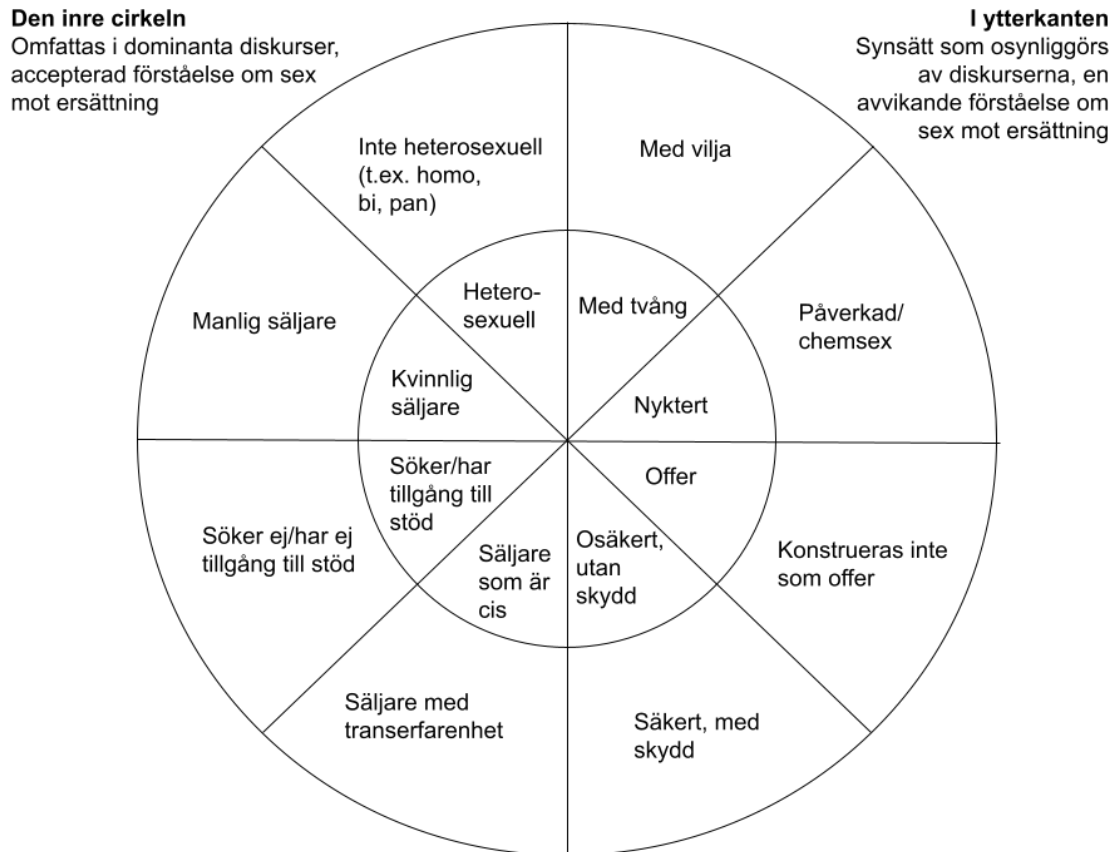 Den inre cirkeln
Omfattas i dominanta diskurser,
accepterad förståelse om sex
mot ersättning
I ytterkanten
Synsätt som osynliggörs
av diskurserna, en
avvikande förståelse om
sex mot ersättning
Inte heterosexuell
(t.ex. homo,
bi, pan)
Med vilja
Manlig säljare
Hetero-
sexuell
Med tvång
Påverkad/
chemsex
Kvinnlig
säljare
Nyktert
Söker/har
tillgång till
stöd
Offer
Söker ej/har ej
tillgång till stöd
Säljare
som är
cis
Osäkert,
utan
skydd
Konstrueras inte
som offer
Säljare med
transerfarenhet
Säkert, med
skydd